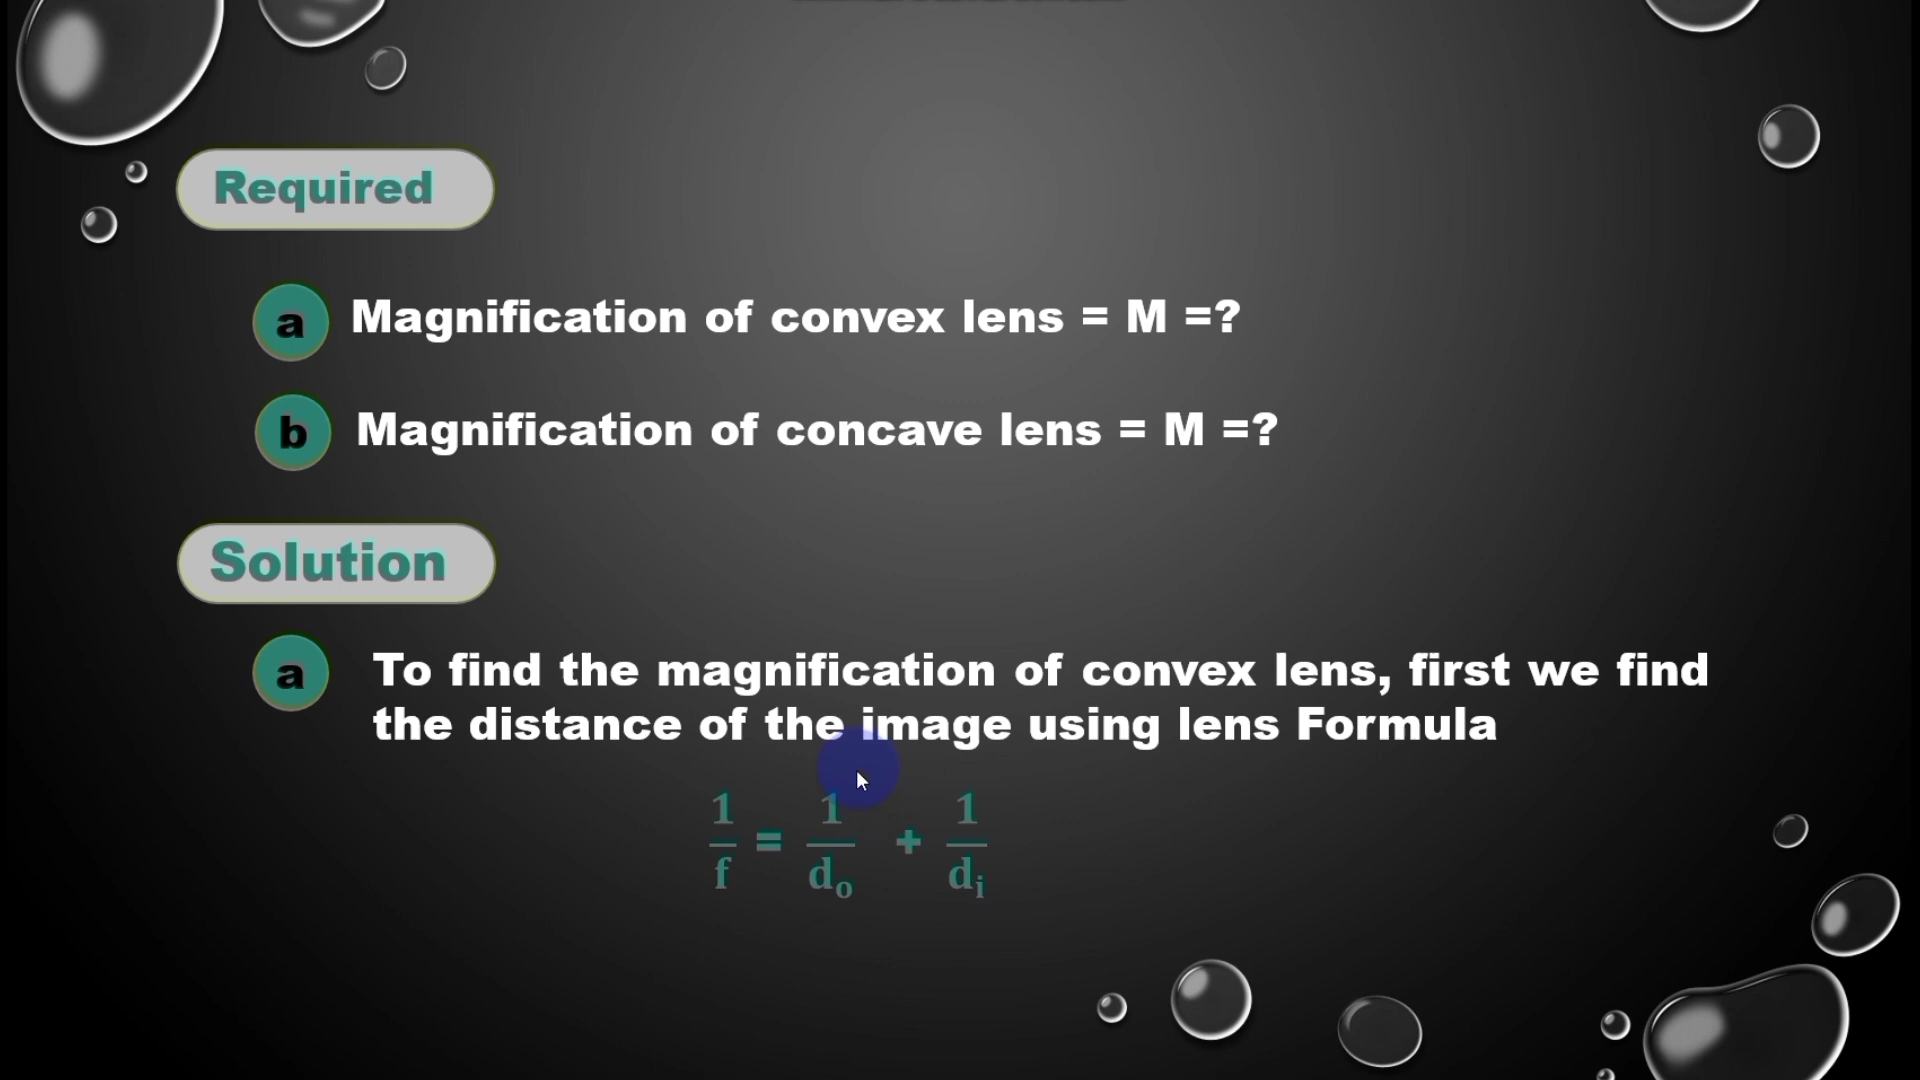 Required
a Magnification of convex lens = M =?
b Magnification of concave lens = M =?
Solution
a To find the magnification of convex lens, first we find
the distance of the image using lens Formula
1/f = 1/dₒ + 1/dᵢ